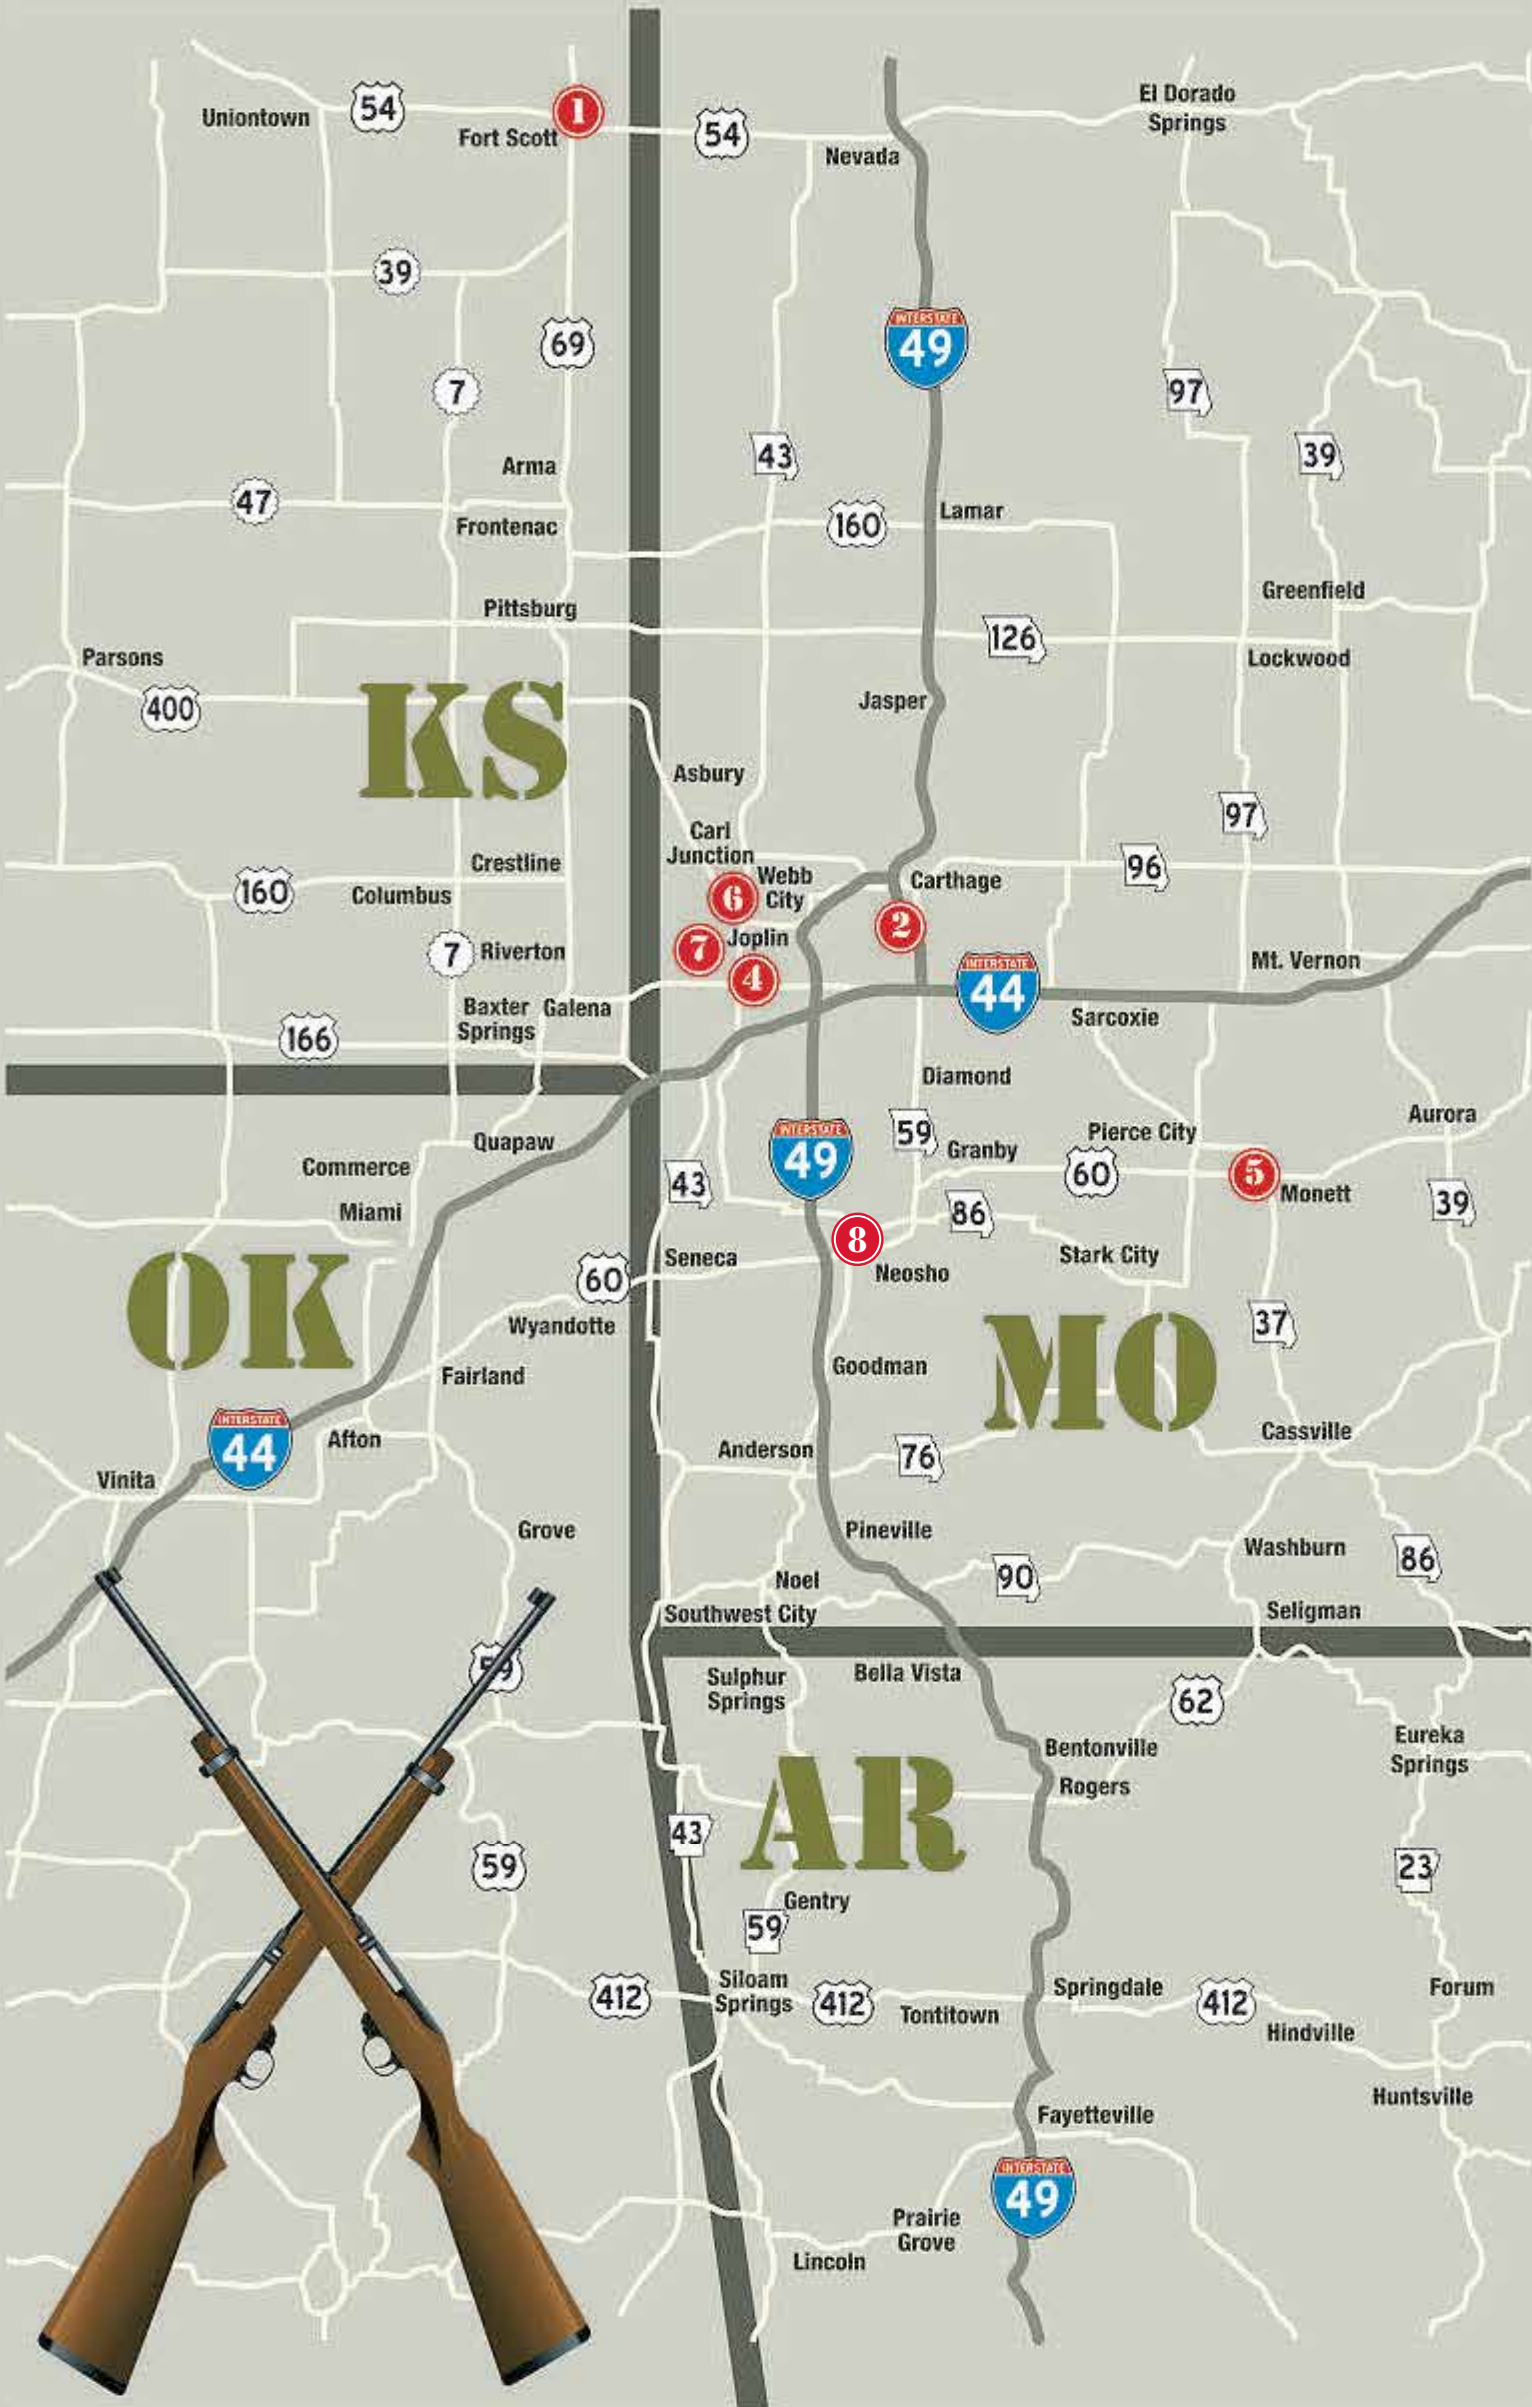 El Dorado
Springs
Uniontown
54
1
Fort Scott
54
Nevada
39
69
INTERSTATE
49
7
97
Arma
43
39
47
Frontenac
160
Lamar
Greenfield
Pittsburg
126
Parsons
Lockwood
400
KS
Jasper
Asbury
97
Carl
Junction
Crestline
96
160
Columbus
6
Webb
City
Carthage
2
7
Riverton
7
Joplin
4
Mt. Vernon
INTERSTATE
44
Baxter
Springs
Galena
Sarcoxie
166
Diamond
Aurora
Quapaw
INTERSTATE
49
59
Granby
Pierce City
Commerce
60
5
Monett
43
39
Miami
86
8
OK
60
Seneca
Neosho
Stark City
Wyandotte
MO
37
Fairland
Goodman
INTERSTATE
44
Afton
Anderson
76
Cassville
Vinita
Grove
Pineville
Washburn
86
Noel
90
Southwest City
Seligman
59
Sulphur
Springs
Bella Vista
62
Bentonville
Eureka
Springs
Rogers
AR
43
59
23
Gentry
59
Siloam
Springs
412
412
Tontitown
Springdale
412
Forum
Hindville
Huntsville
Fayetteville
INTERSTATE
49
Prairie
Grove
Lincoln